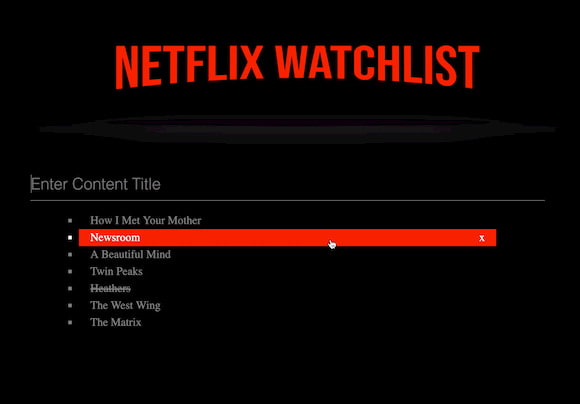 NETFLIX WATCHLIST
Enter Content Title
How I Met Your Mother
Newsroom x
A Beautiful Mind
Twin Peaks
Heathers
The West Wing
The Matrix